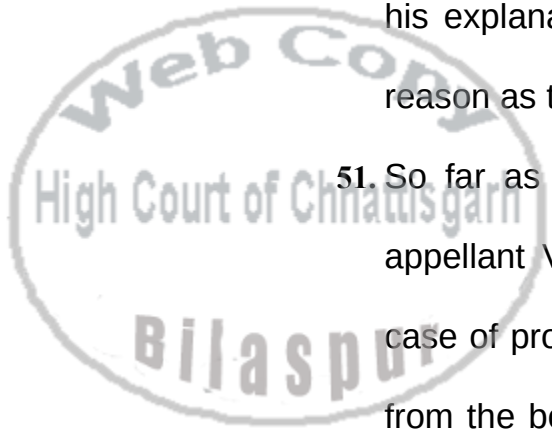 his explana
reason as t
51. So far as
appellant V
case of pro
from the be
Web Copy
High Court of Chhattisgarh
Bilaspur